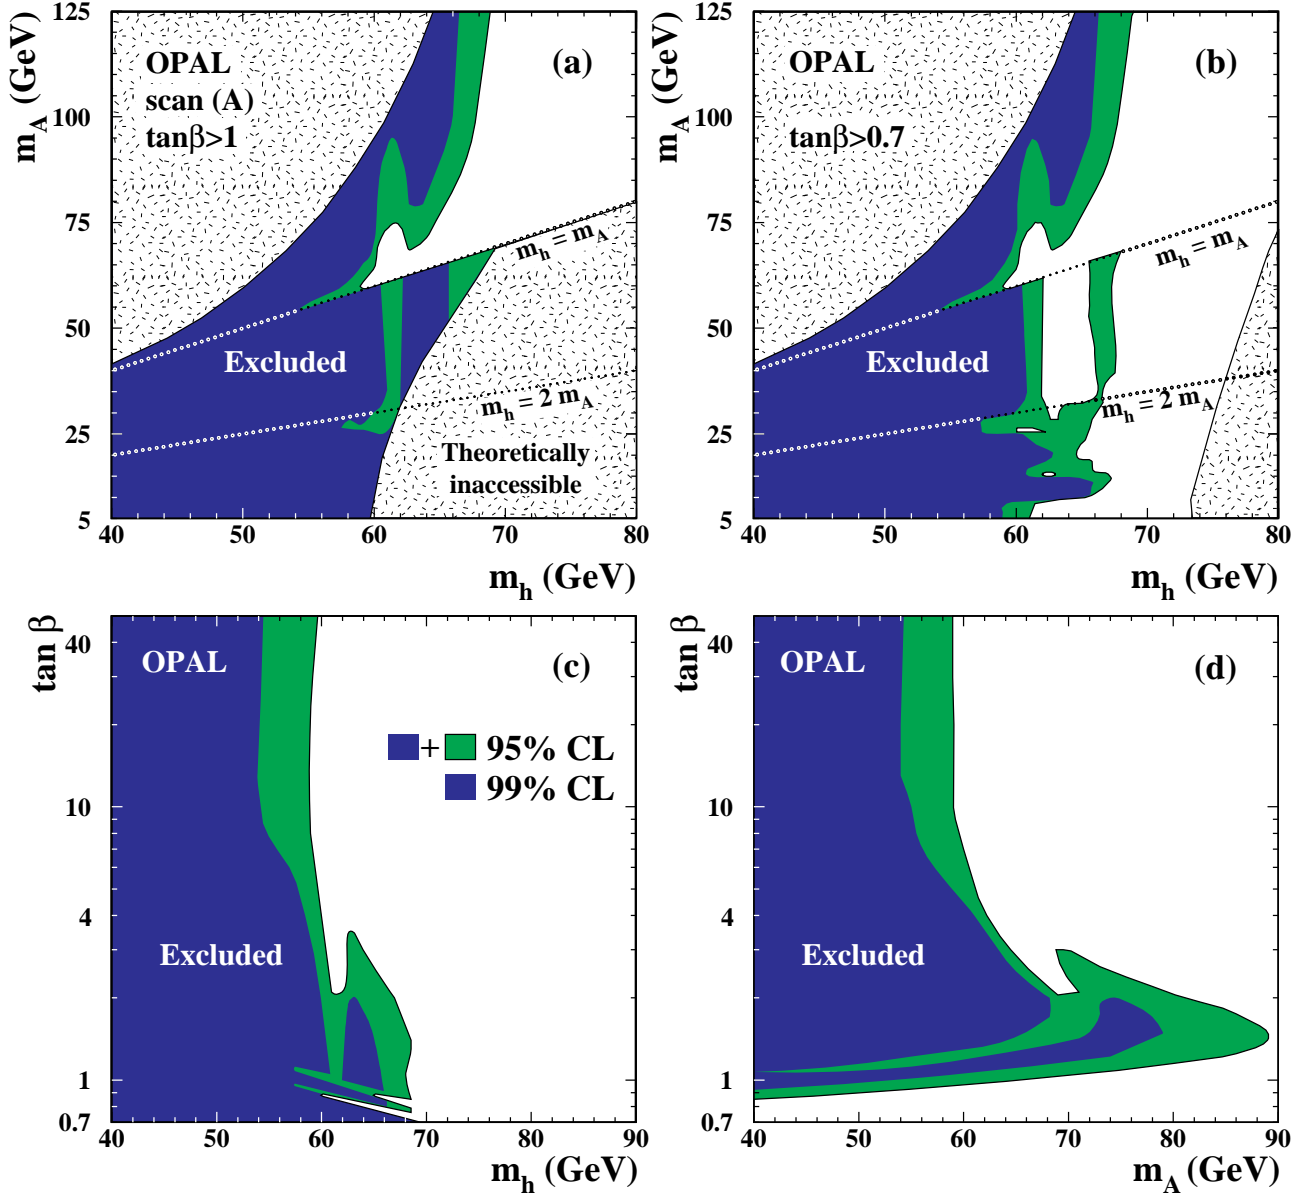 m_A (GeV)
125
100
75
50
25
5
OPAL
scan (A)
tanβ>1
(a)
m_h = m_A
Excluded
m_h = 2 m_A
Theoretically
inaccessible
40 50 60 70 80
m_h (GeV)
m_A (GeV)
125
100
75
50
25
5
OPAL
tanβ>0.7
(b)
m_h = m_A
Excluded
m_h = 2 m_A
40 50 60 70 80
m_h (GeV)
tan β
40
10
4
1
0.7
OPAL
(c)
+ 95% CL
99% CL
Excluded
40 50 60 70 80
m_h (GeV)
tan β
40
10
4
1
0.7
OPAL
(d)
Excluded
40 50 60 70 80 90
m_A (GeV)